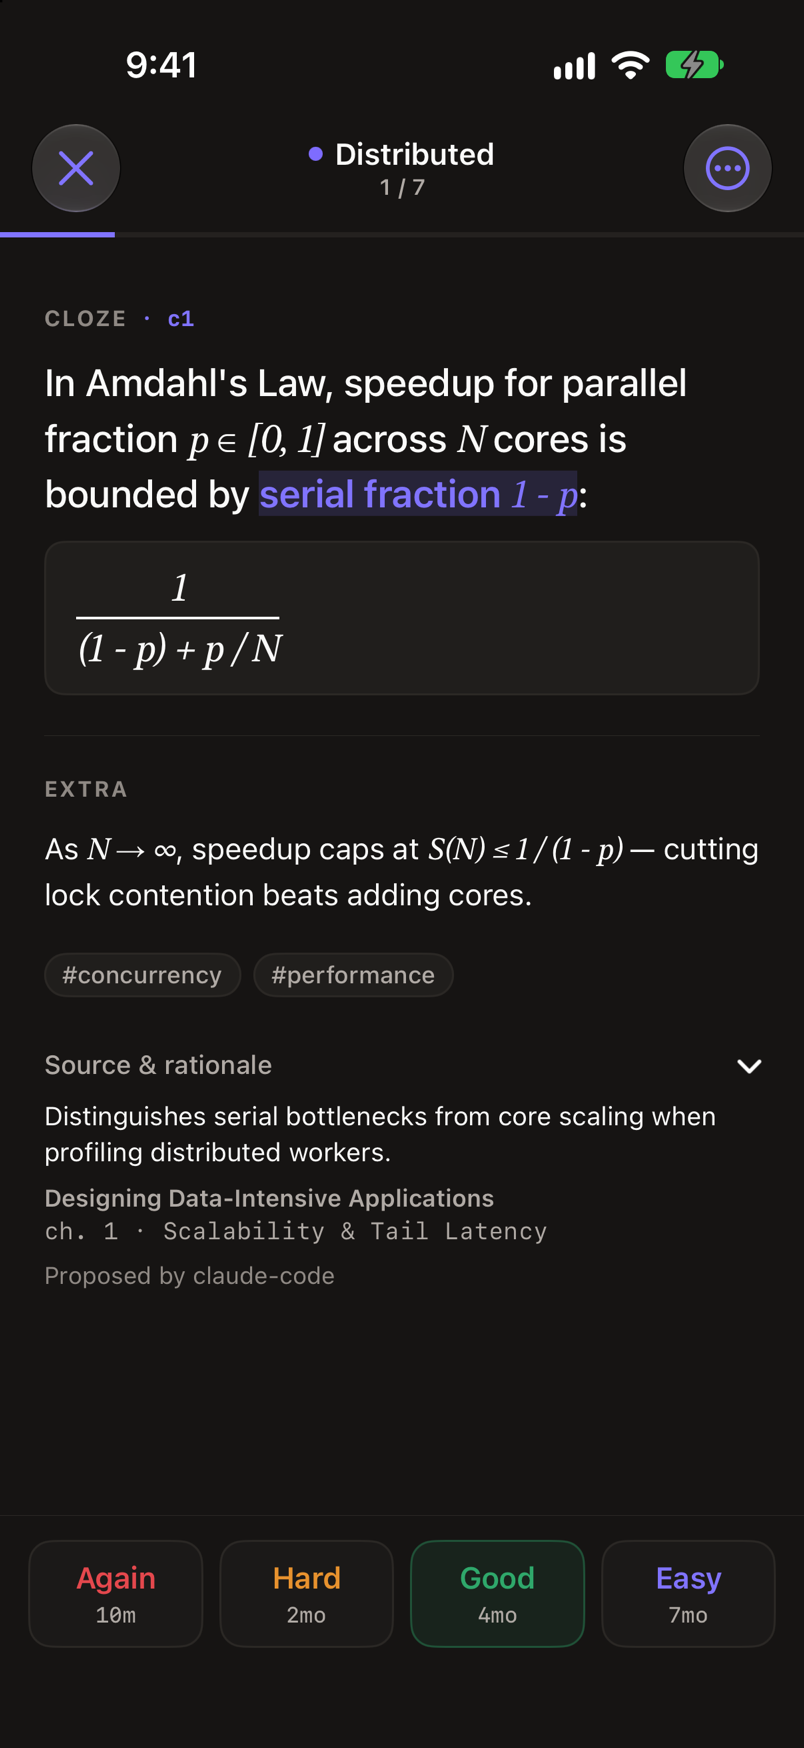 9:41
Distributed
1 / 7
CLOZE · c1
In Amdahl's Law, speedup for parallel
fraction p ∈ [0, 1] across N cores is
bounded by serial fraction 1 - p:
1
(1 - p) + p / N
EXTRA
As N → ∞, speedup caps at S(N) ≤ 1 / (1 - p) — cutting
lock contention beats adding cores.
#concurrency #performance
Source & rationale
Distinguishes serial bottlenecks from core scaling when
profiling distributed workers.
Designing Data-Intensive Applications
ch. 1 · Scalability & Tail Latency
Proposed by claude-code
Again Hard Good Easy
10m 2mo 4mo 7mo